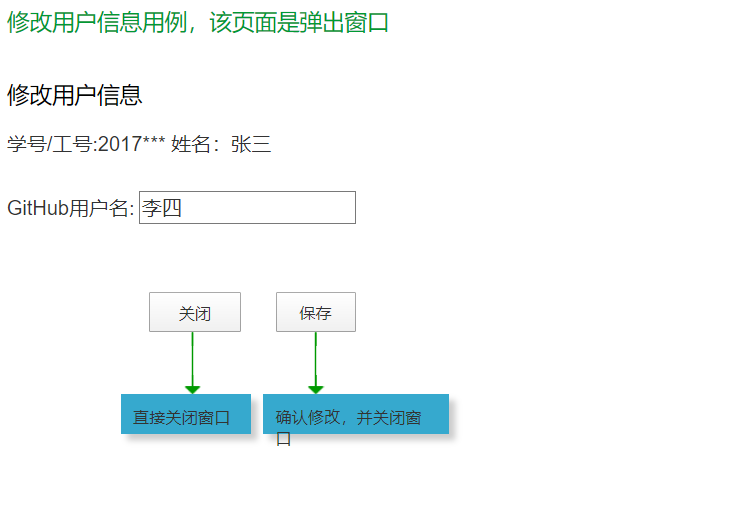 修改用户信息用例，该页面是弹出窗口
修改用户信息
学号/工号:2017*** 姓名：张三
GitHub用户名: 李四
关闭 保存
直接关闭窗口
确认修改，并关闭窗
口